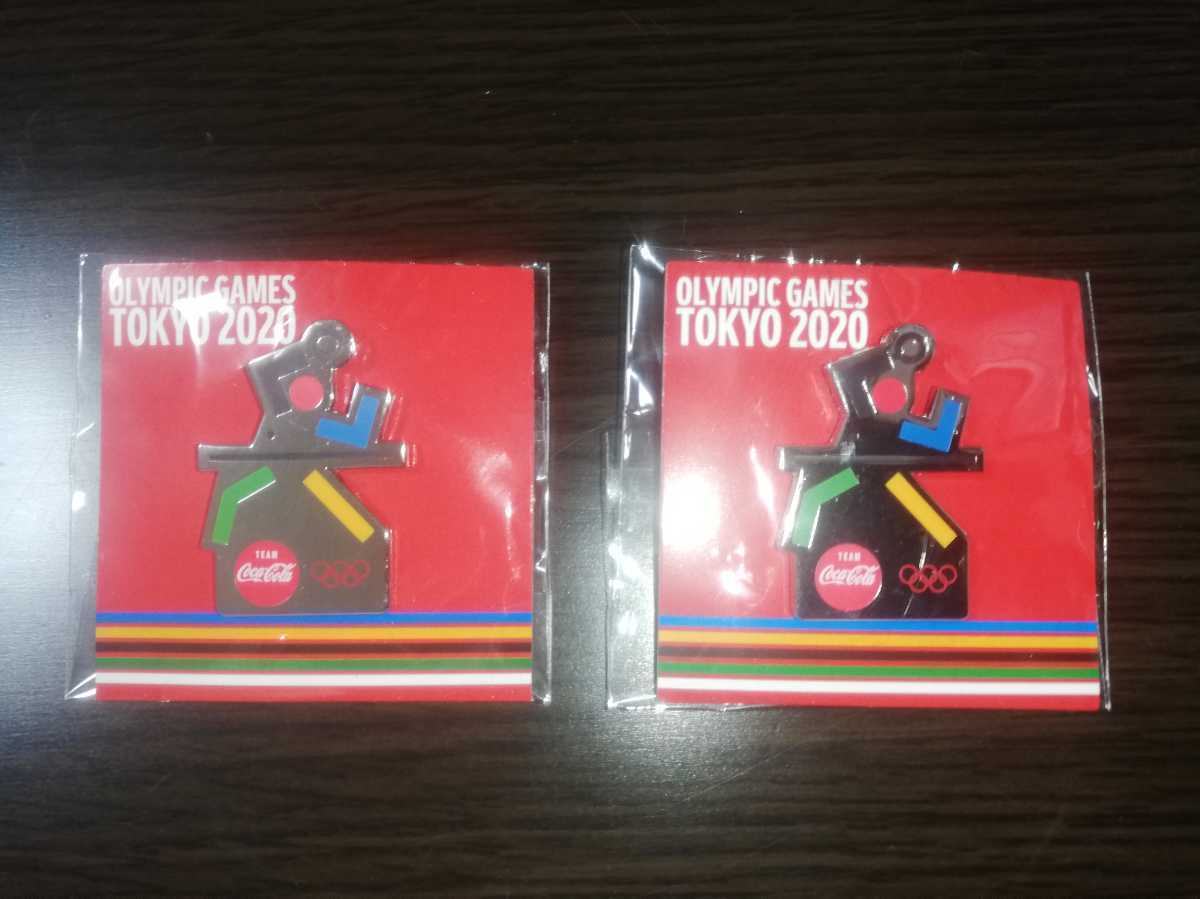 OLYMPIC GAMES
TOKYO 2020
TEAM
Coca-Cola
OLYMPIC GAMES
TOKYO 2020
TEAM
Coca-Cola